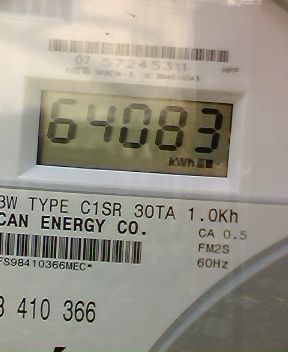 07 57245311
HPP
64083
kWh
3W TYPE C1SR 30TA 1.0Kh
CAN ENERGY CO.
CA 0.5
FM2S
FS98410366MEC*
60Hz
3 410 366